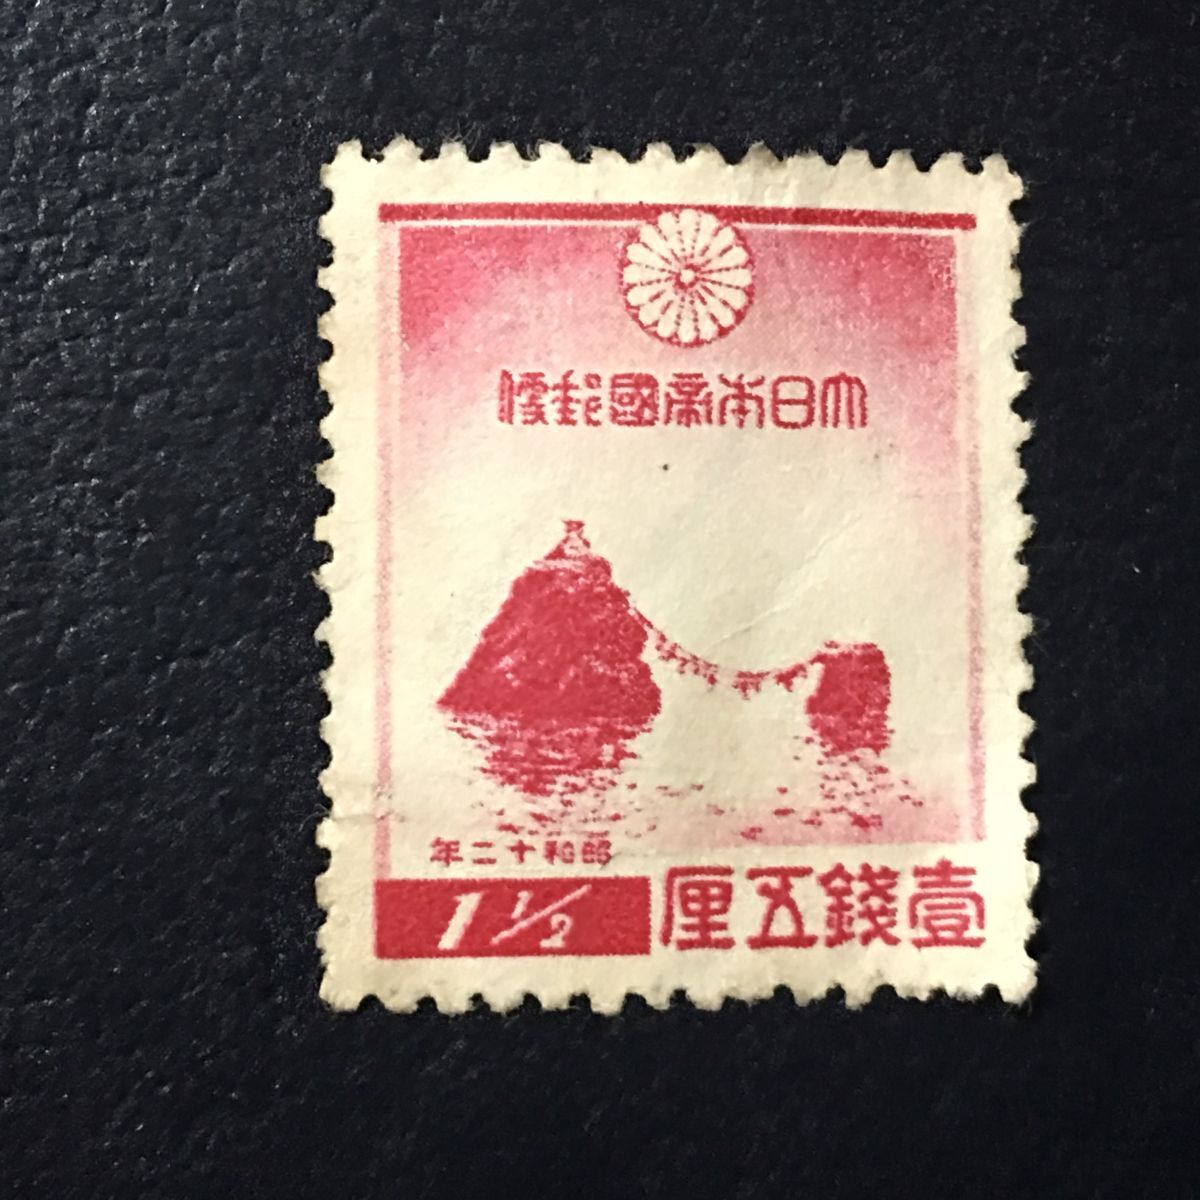 大日本帝國郵便
昭和十二年
1 1/2
壹錢五厘